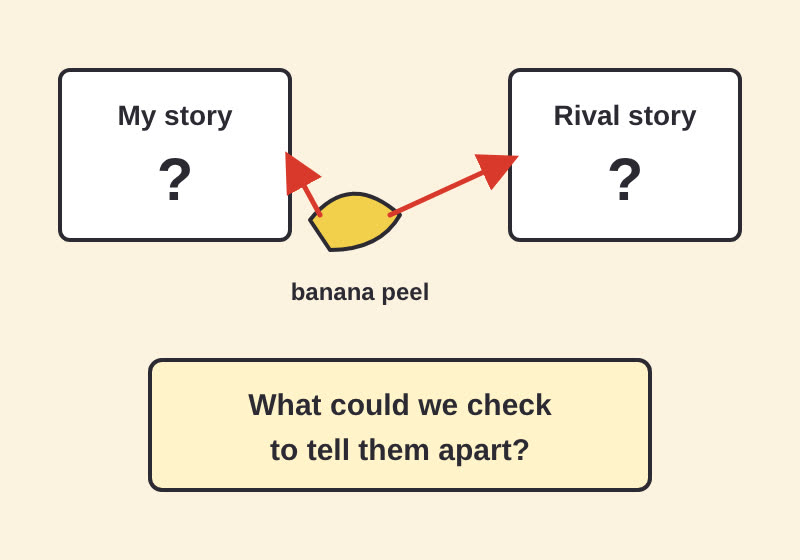 My story
?
Rival story
?
banana peel
What could we check
to tell them apart?